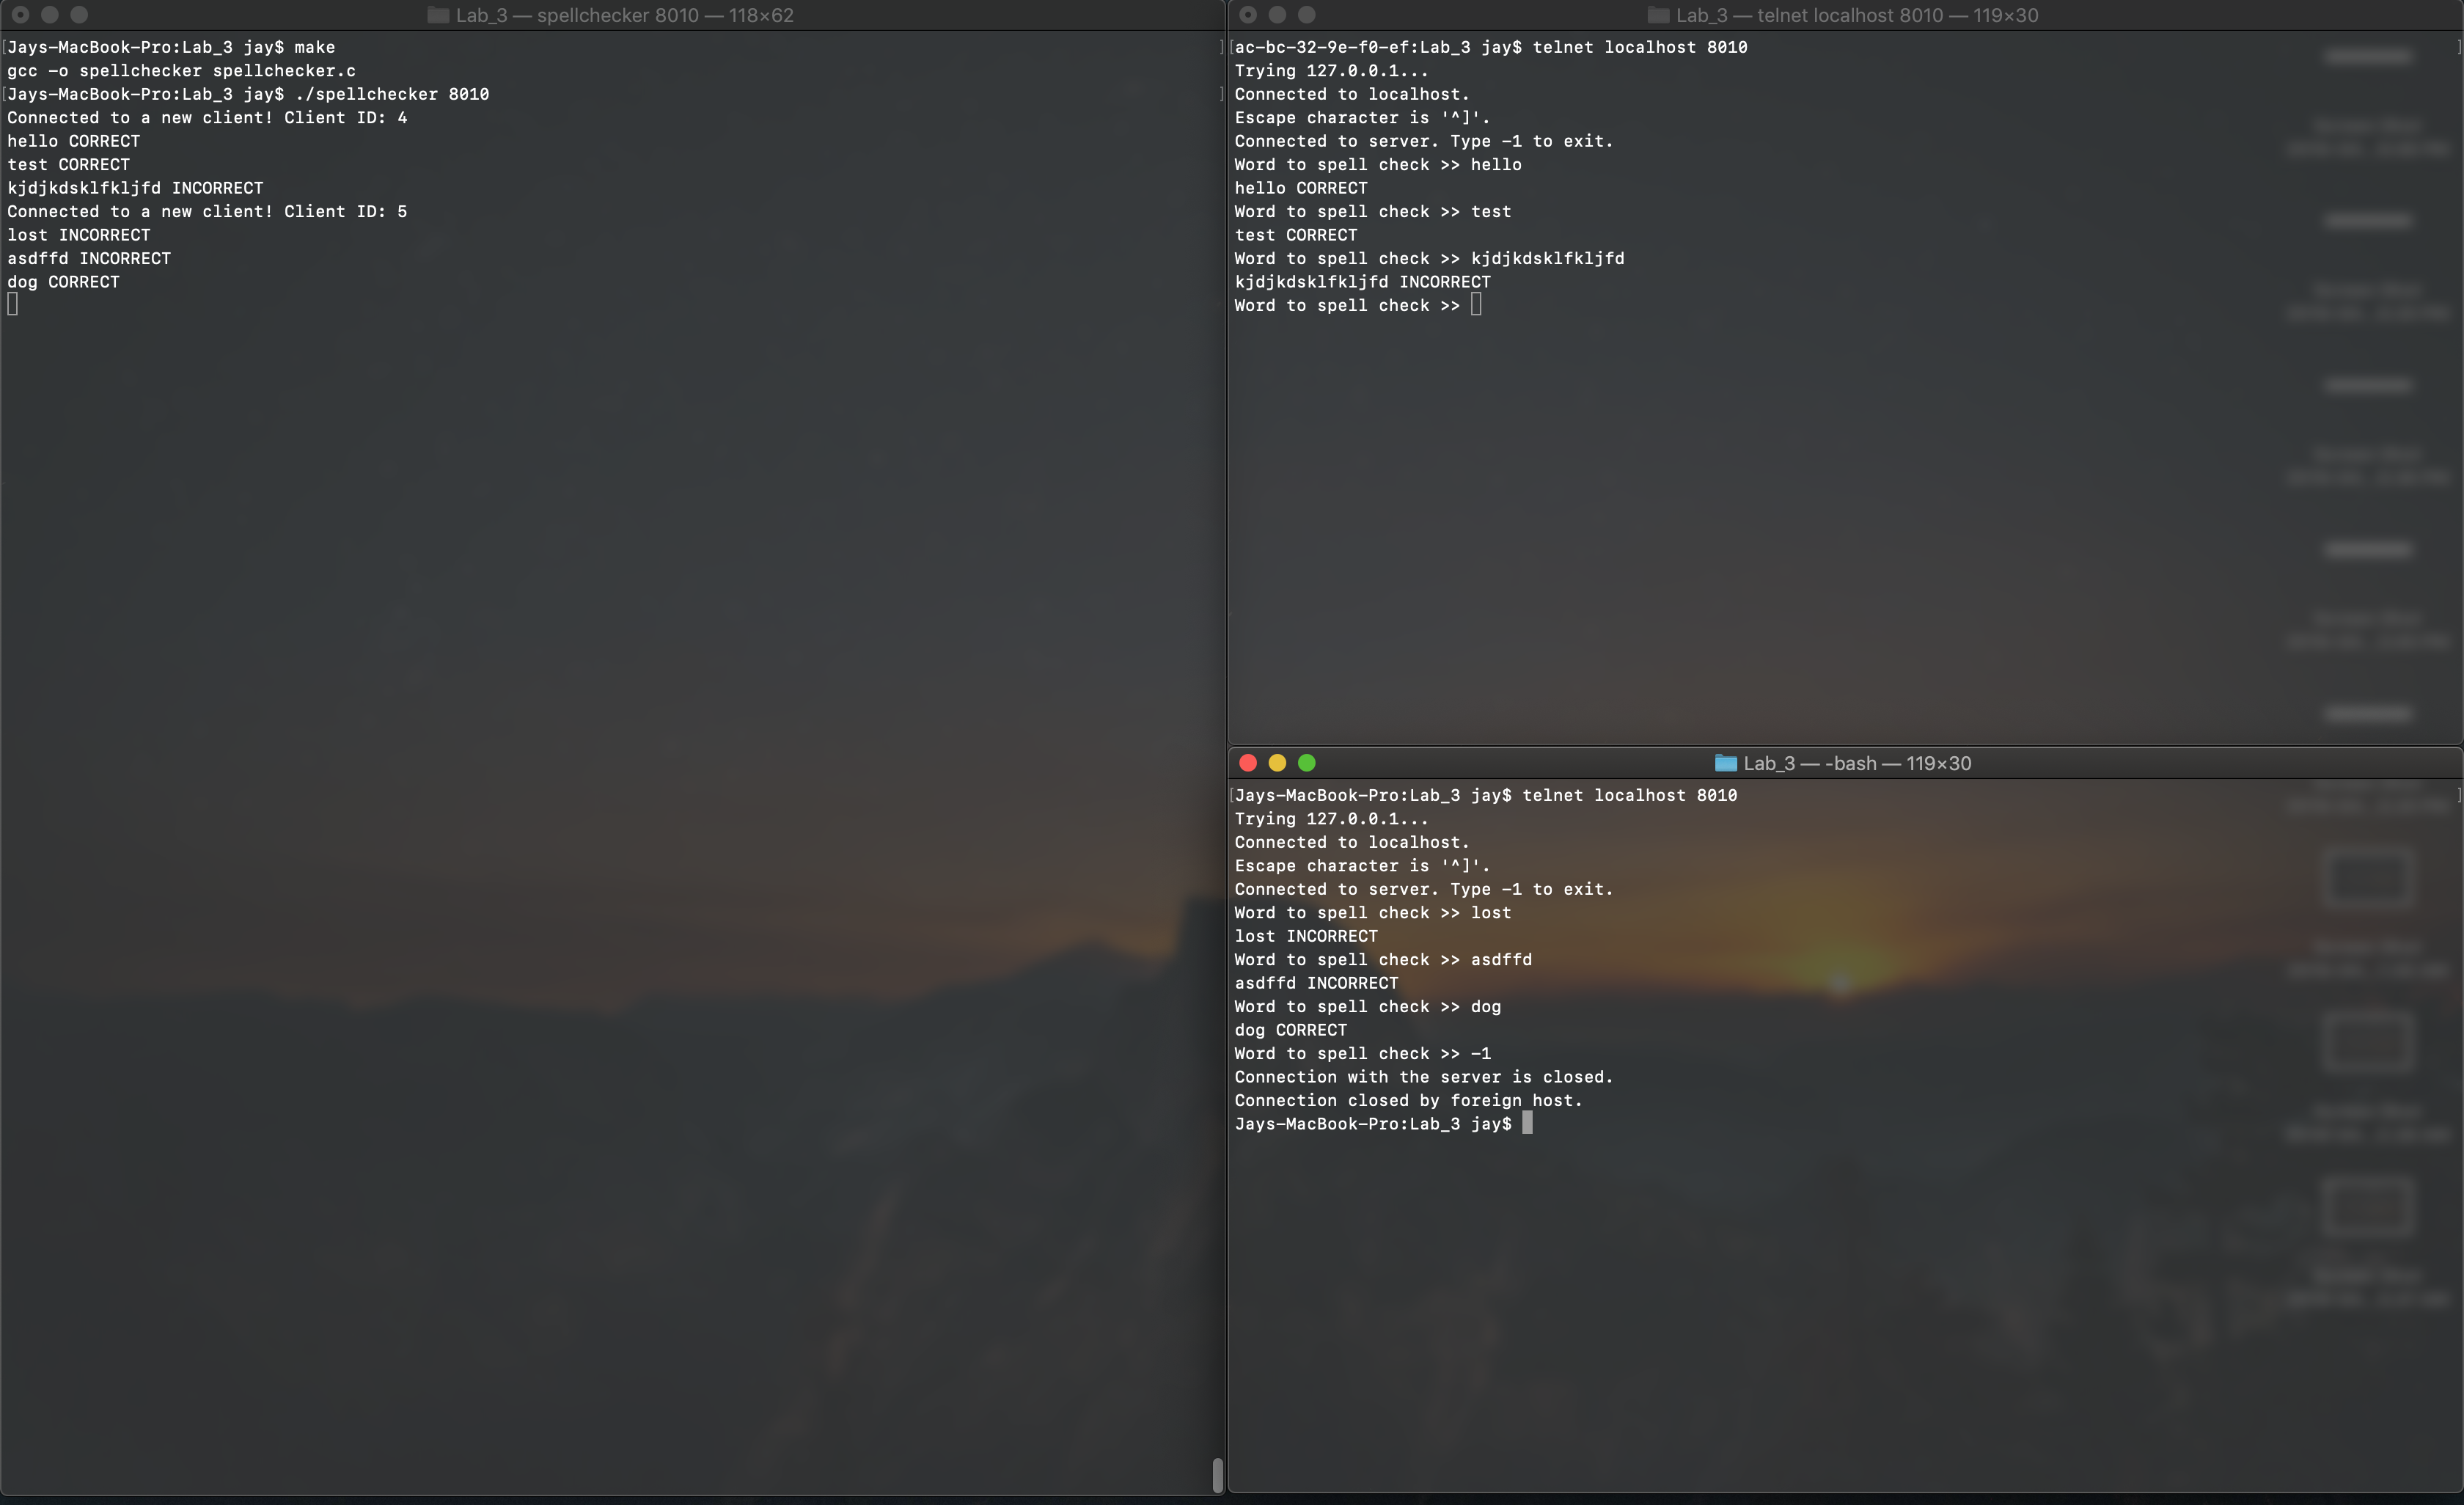 Lab_3 — spellchecker 8010 — 118×62
Jays-MacBook-Pro:Lab_3 jay$ make
gcc -o spellchecker spellchecker.c
Jays-MacBook-Pro:Lab_3 jay$ ./spellchecker 8010
Connected to a new client! Client ID: 4
hello CORRECT
test CORRECT
kjdjkdsklfkljfd INCORRECT
Connected to a new client! Client ID: 5
lost INCORRECT
asdffd INCORRECT
dog CORRECT
Lab_3 — telnet localhost 8010 — 119×30
ac-bc-32-9e-f0-ef:Lab_3 jay$ telnet localhost 8010
Trying 127.0.0.1...
Connected to localhost.
Escape character is '^]'.
Connected to server. Type -1 to exit.
Word to spell check >> hello
hello CORRECT
Word to spell check >> test
test CORRECT
Word to spell check >> kjdjkdsklfkljfd
kjdjkdsklfkljfd INCORRECT
Word to spell check >>
Lab_3 — -bash — 119×30
Jays-MacBook-Pro:Lab_3 jay$ telnet localhost 8010
Trying 127.0.0.1...
Connected to localhost.
Escape character is '^]'.
Connected to server. Type -1 to exit.
Word to spell check >> lost
lost INCORRECT
Word to spell check >> asdffd
asdffd INCORRECT
Word to spell check >> dog
dog CORRECT
Word to spell check >> -1
Connection with the server is closed.
Connection closed by foreign host.
Jays-MacBook-Pro:Lab_3 jay$